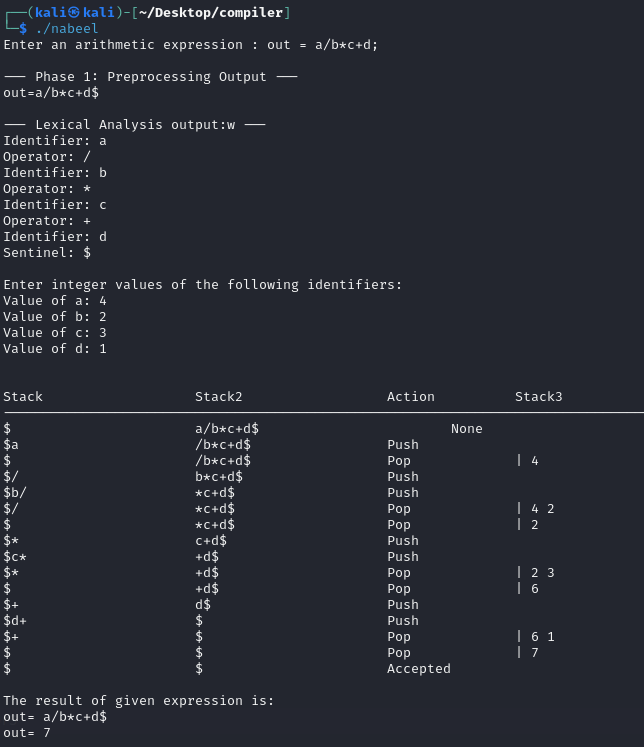 ┌──(kali㉿kali)-[~/Desktop/compiler]
└─$ ./nabeel
Enter an arithmetic expression : out = a/b*c+d;
—— Phase 1: Preprocessing Output ——
out=a/b*c+d$
—— Lexical Analysis output:w ——
Identifier: a
Operator: /
Identifier: b
Operator: *
Identifier: c
Operator: +
Identifier: d
Sentinel: $
Enter integer values of the following identifiers:
Value of a: 4
Value of b: 2
Value of c: 3
Value of d: 1
Stack Stack2 Action Stack3
$ a/b*c+d$ None
$a /b*c+d$ Push
$ /b*c+d$ Pop | 4
$/ b*c+d$ Push
$b/ *c+d$ Push
$/ *c+d$ Pop | 4 2
$ *c+d$ Pop | 2
$* c+d$ Push
$c* +d$ Push
$* +d$ Pop | 2 3
$ +d$ Pop | 6
$+ d$ Push
$d+ $ Push
$+ $ Pop | 6 1
$ $ Pop | 7
$ $ Accepted
The result of given expression is:
out= a/b*c+d$
out= 7